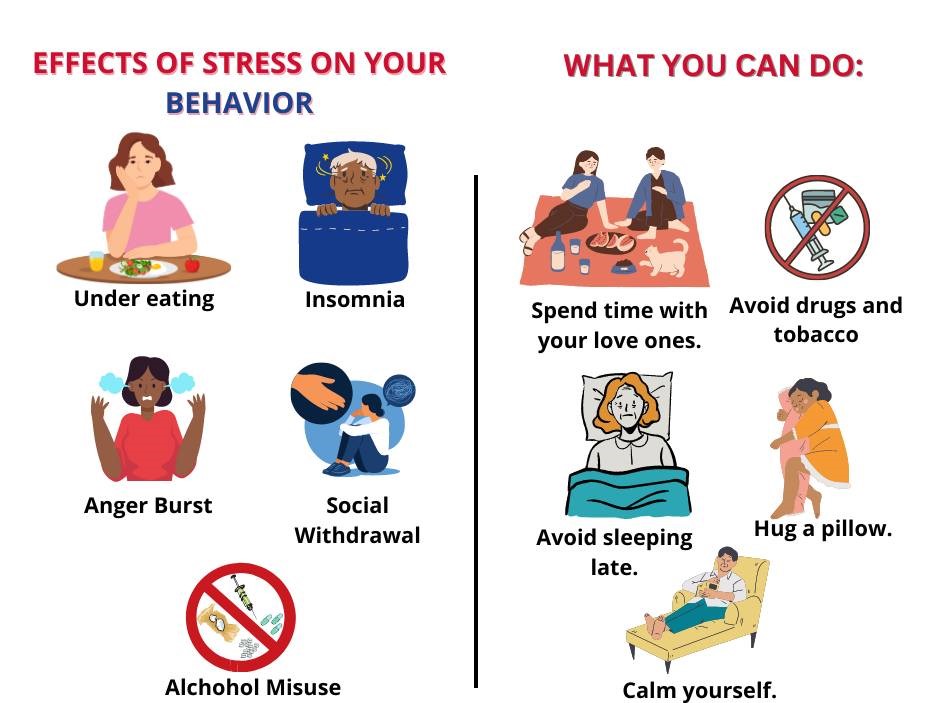 EFFECTS OF STRESS ON YOUR
BEHAVIOR
Under eating
Insomnia
Anger Burst
Social
Withdrawal
Alchohol Misuse
WHAT YOU CAN DO:
Spend time with
your love ones.
Avoid drugs and
tobacco
Avoid sleeping
late.
Hug a pillow.
Calm yourself.